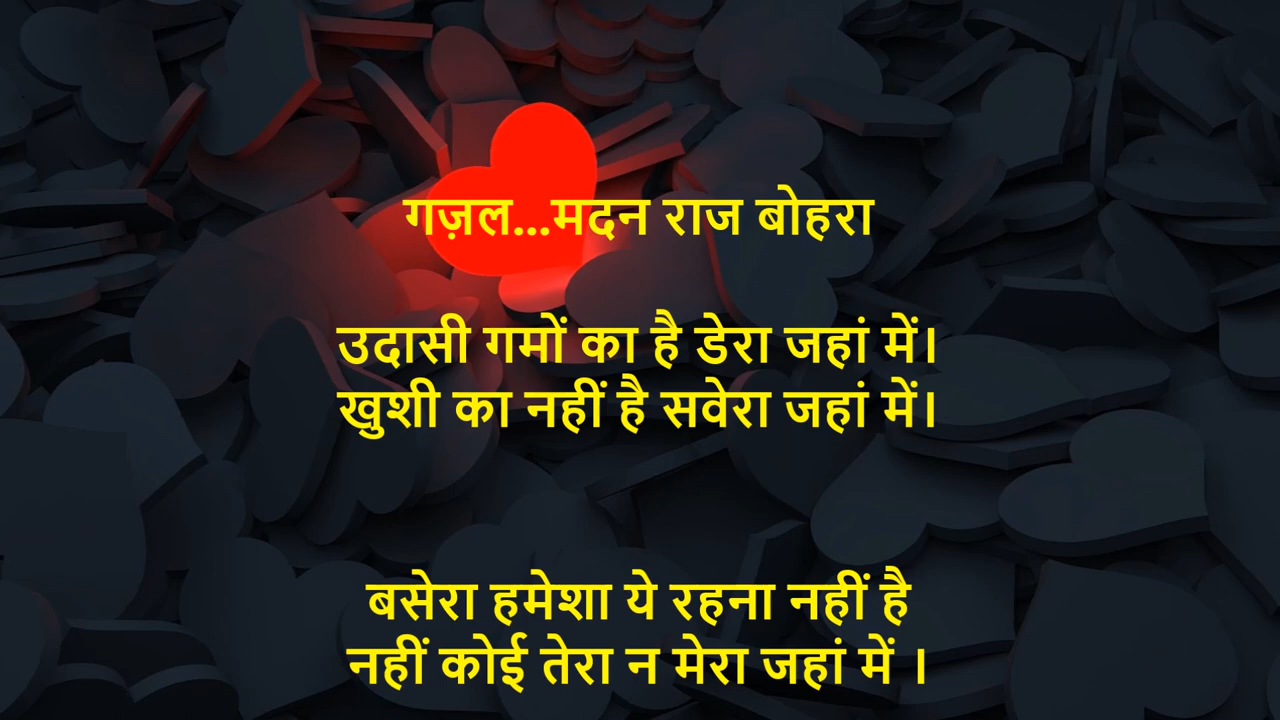 गज़ल...मदन राज बोहरा
उदासी गमों का है डेरा जहां में।
खुशी का नहीं है सवेरा जहां में।
बसेरा हमेशा ये रहना नहीं है
नहीं कोई तेरा न मेरा जहां में ।